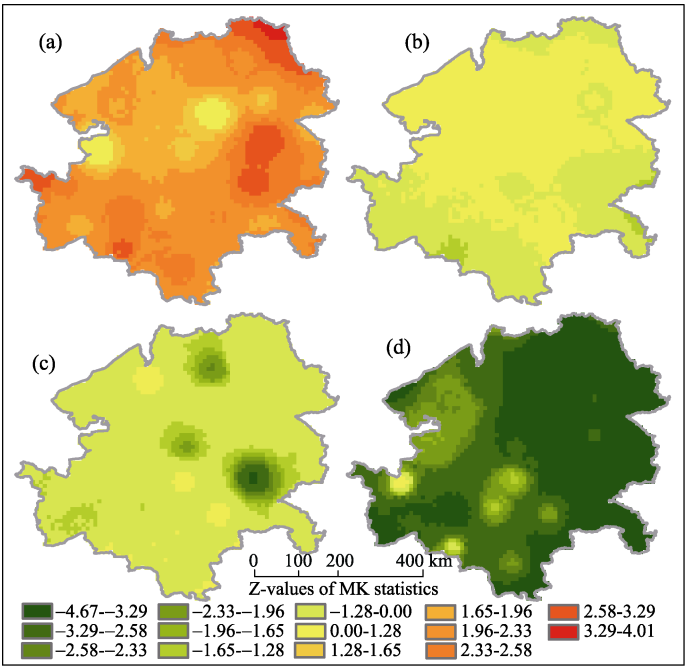 (a)
(b)
(c)
(d)
0 100 200 400 km
Z-values of MK statistics
−4.67-−3.29 −2.33-−1.96 −1.28-0.00 1.65-1.96 2.58-3.29
−3.29-−2.58 −1.96-−1.65 0.00-1.28 1.96-2.33 3.29-4.01
−2.58-−2.33 −1.65-−1.28 1.28-1.65 2.33-2.58